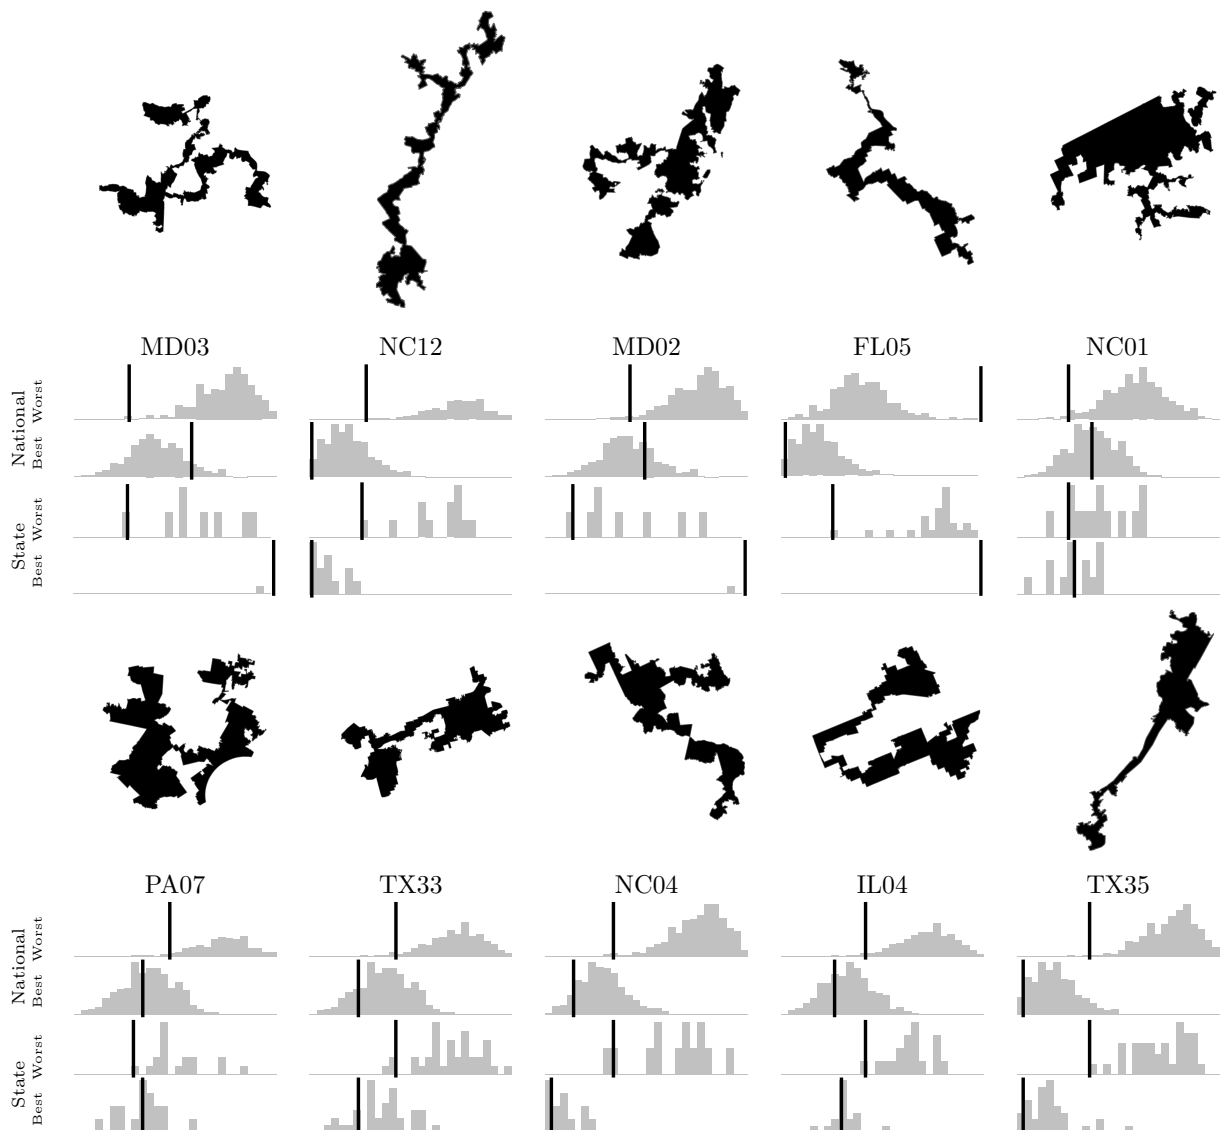 MD03 NC12 MD02 FL05 NC01
National
Worst
Best
State
Worst
Best
PA07 TX33 NC04 IL04 TX35
National
Worst
Best
State
Worst
Best